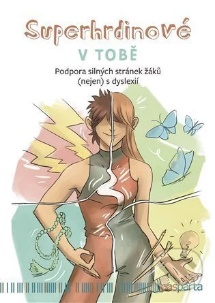 Superhrdinové
V TOBĚ
Podpora silných stránek žáků
(nejen) s dyslexií